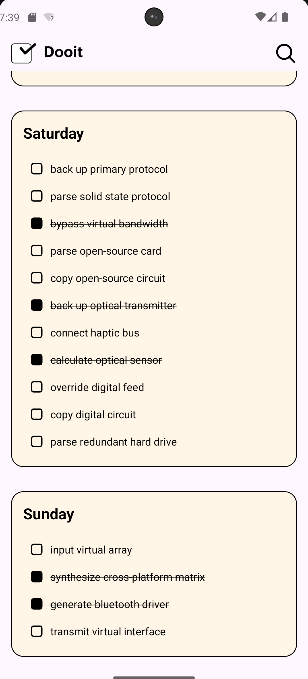 7:39
Dooit
Saturday
back up primary protocol
parse solid state protocol
bypass virtual bandwidth
parse open-source card
copy open-source circuit
back up optical transmitter
connect haptic bus
calculate optical sensor
override digital feed
copy digital circuit
parse redundant hard drive
Sunday
input virtual array
synthesize cross-platform matrix
generate bluetooth driver
transmit virtual interface